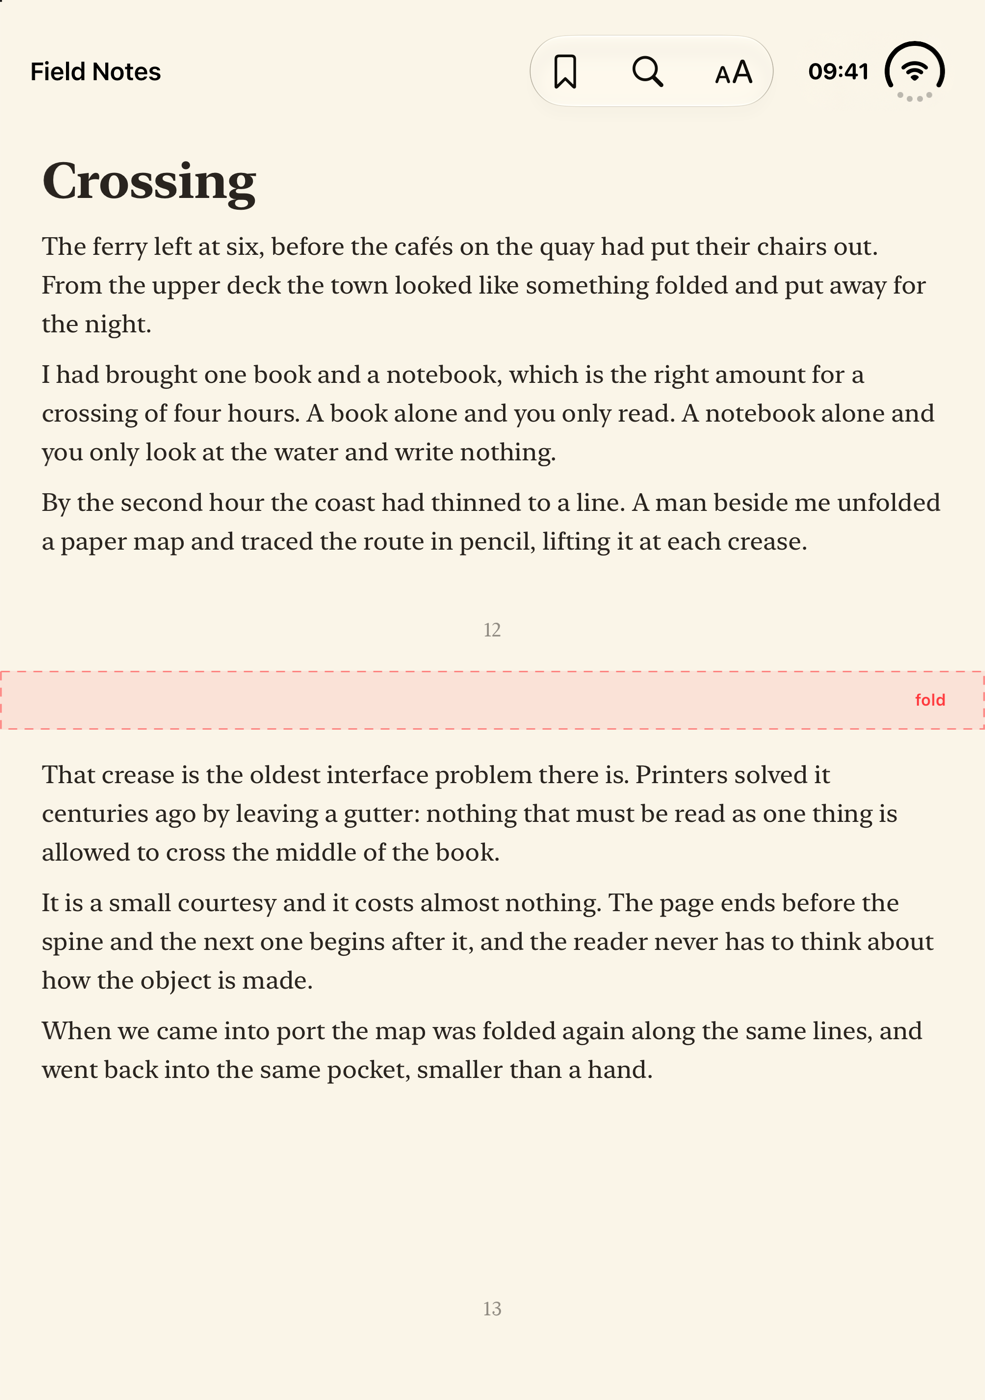 Field Notes
AA
09:41
Crossing
The ferry left at six, before the cafés on the quay had put their chairs out.
From the upper deck the town looked like something folded and put away for
the night.
I had brought one book and a notebook, which is the right amount for a
crossing of four hours. A book alone and you only read. A notebook alone and
you only look at the water and write nothing.
By the second hour the coast had thinned to a line. A man beside me unfolded
a paper map and traced the route in pencil, lifting it at each crease.
12
fold
That crease is the oldest interface problem there is. Printers solved it
centuries ago by leaving a gutter: nothing that must be read as one thing is
allowed to cross the middle of the book.
It is a small courtesy and it costs almost nothing. The page ends before the
spine and the next one begins after it, and the reader never has to think about
how the object is made.
When we came into port the map was folded again along the same lines, and
went back into the same pocket, smaller than a hand.
13